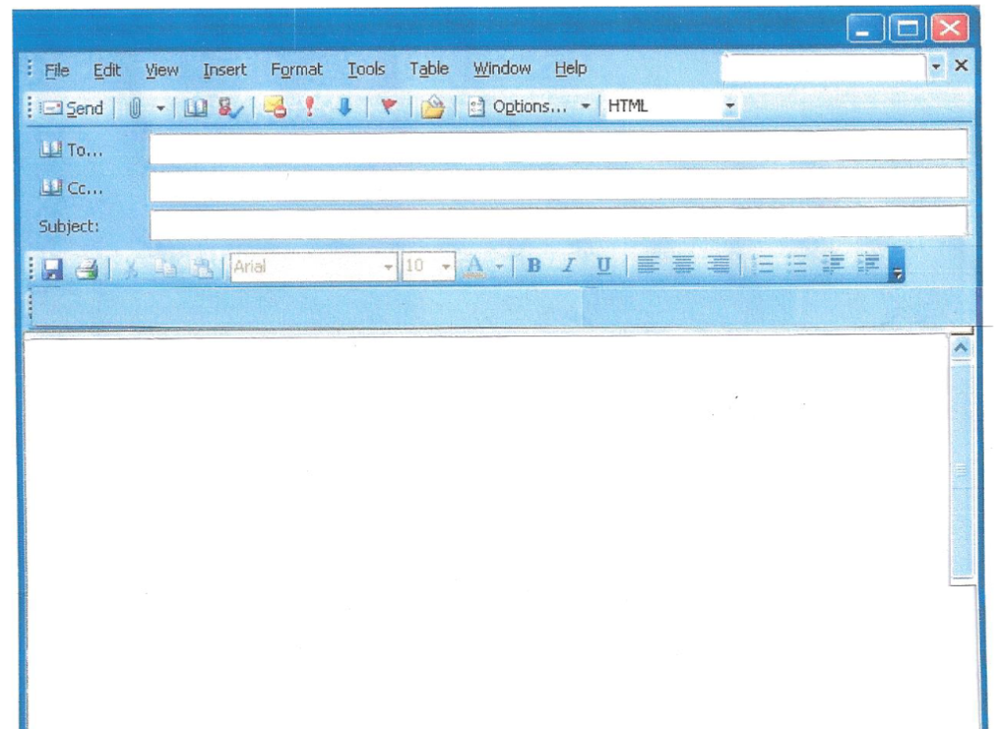 File Edit View Insert Format Tools Table Window Help
Send Options... HTML
To...
Cc...
Subject:
Arial 10 A B I U